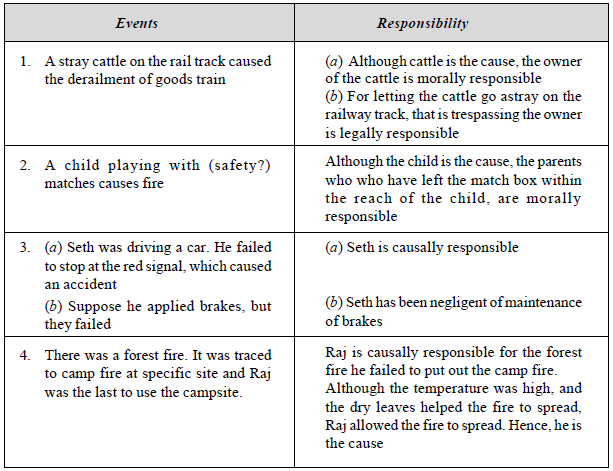 Events
Responsibility
1. A stray cattle on the rail track caused
the derailment of goods train
(a) Although cattle is the cause, the owner
of the cattle is morally responsible
(b) For letting the cattle go astray on the
railway track, that is trespassing the owner
is legally responsible
2. A child playing with (safety?)
matches causes fire
Although the child is the cause, the parents
who who have left the match box within
the reach of the child, are morally
responsible
3. (a) Seth was driving a car. He failed
to stop at the red signal, which caused
an accident
(b) Suppose he applied brakes, but
they failed
(a) Seth is causally responsible
(b) Seth has been negligent of maintenance
of brakes
4. There was a forest fire. It was traced
to camp fire at specific site and Raj
was the last to use the campsite.
Raj is causally responsible for the forest
fire he failed to put out the camp fire.
Although the temperature was high, and
the dry leaves helped the fire to spread,
Raj allowed the fire to spread. Hence, he is
the cause